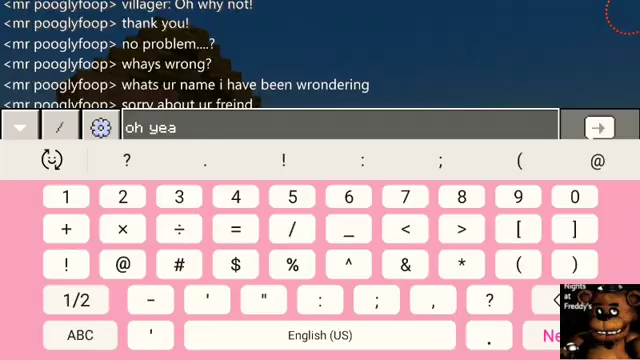 <mr pooglyfoop> villager: Oh why not!
<mr pooglyfoop> thank you!
<mr pooglyfoop> no problem....?
<mr pooglyfoop> whays wrong?
<mr pooglyfoop> whats ur name i have been wrondering
<mr pooglyfoop> sorry about ur freind
/ oh yea
? . ! : ; ( @
1 2 3 4 5 6 7 8 9 0
+ × ÷ = / _ < > [ ]
! @ # $ % ^ & * ( )
1/2 - ' " : ; , ?
Nights
at
Freddy's
ABC ' English (US) . Ne